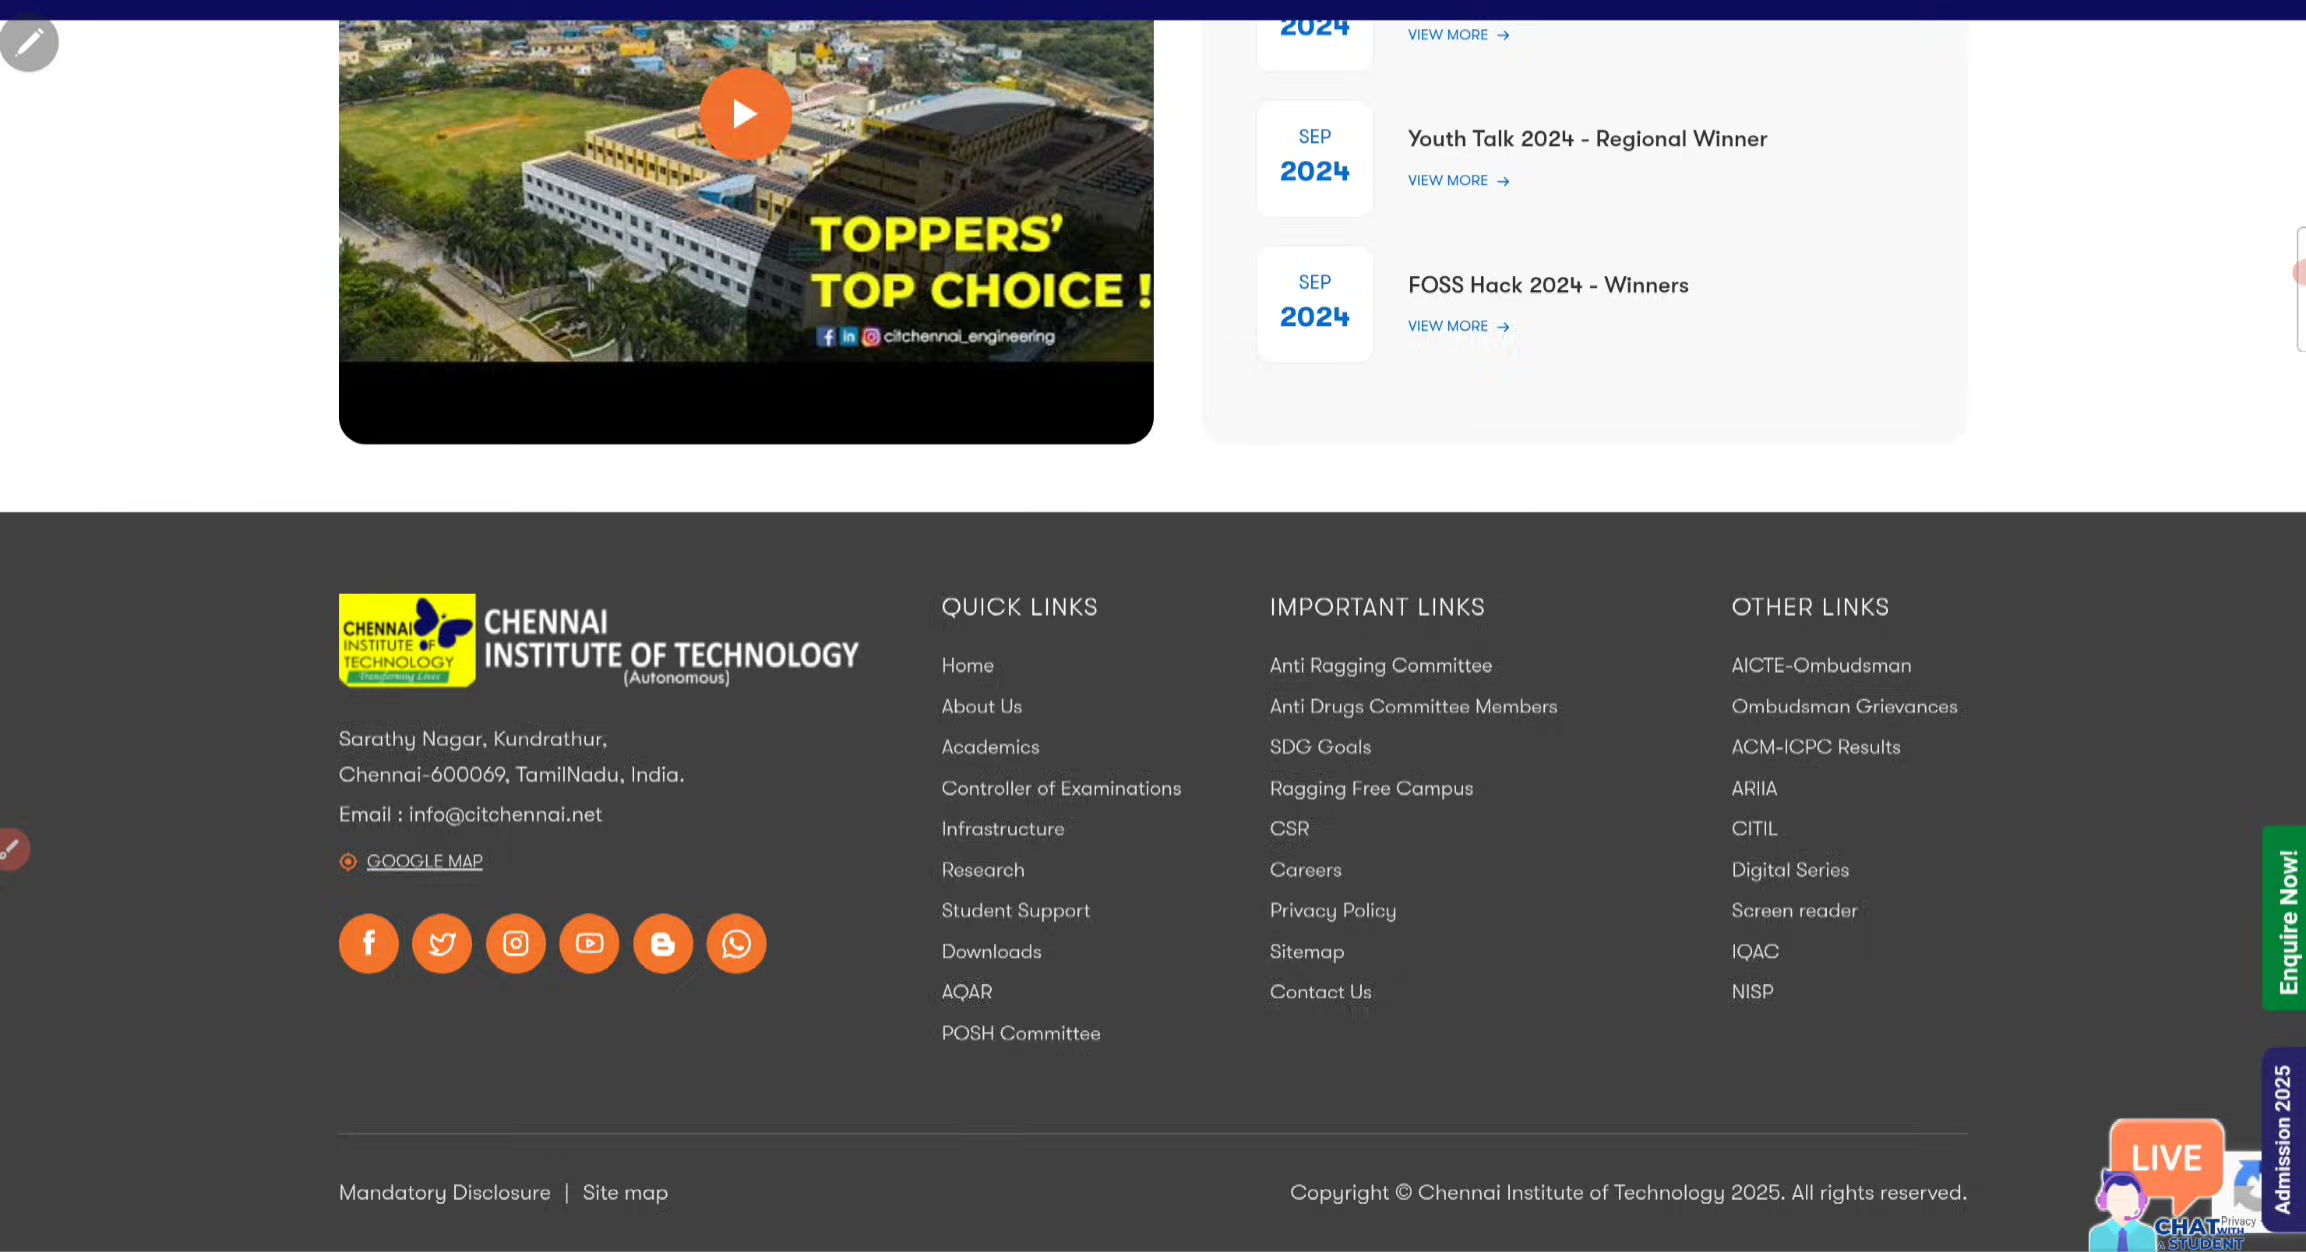 2024
VIEW MORE →
SEP
2024
Youth Talk 2024 - Regional Winner
VIEW MORE →
SEP
2024
FOSS Hack 2024 - Winners
VIEW MORE →
TOPPERS'
TOP CHOICE !
citchennai_engineering
CHENNAI
INSTITUTE OF
TECHNOLOGY
Transforming Lives
CHENNAI
INSTITUTE OF TECHNOLOGY
(Autonomous)
Sarathy Nagar, Kundrathur,
Chennai-600069, TamilNadu, India.
Email : info@citchennai.net
GOOGLE MAP
QUICK LINKS
Home
About Us
Academics
Controller of Examinations
Infrastructure
Research
Student Support
Downloads
AQAR
POSH Committee
IMPORTANT LINKS
Anti Ragging Committee
Anti Drugs Committee Members
SDG Goals
Ragging Free Campus
CSR
Careers
Privacy Policy
Sitemap
Contact Us
OTHER LINKS
AICTE-Ombudsman
Ombudsman Grievances
ACM-ICPC Results
ARIIA
CITIL
Digital Series
Screen reader
IQAC
NISP
Enquire Now!
Admission 2025
Mandatory Disclosure | Site map
Copyright © Chennai Institute of Technology 2025. All rights reserved.
LIVE
CHAT WITH
A STUDENT
Privacy